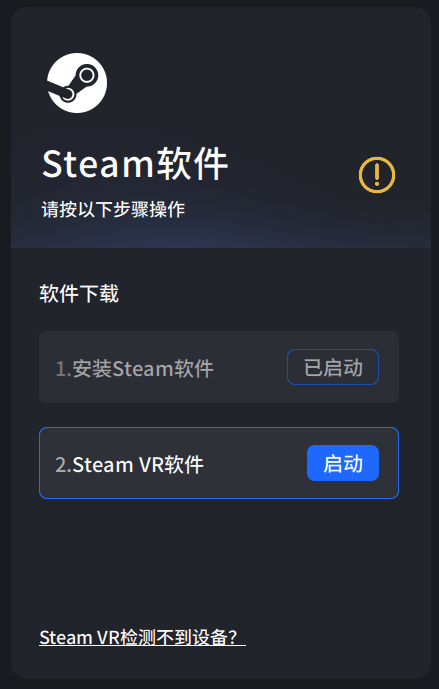 Steam软件
请按以下步骤操作
软件下载
1.安装Steam软件 已启动
2.Steam VR软件 启动
Steam VR检测不到设备？